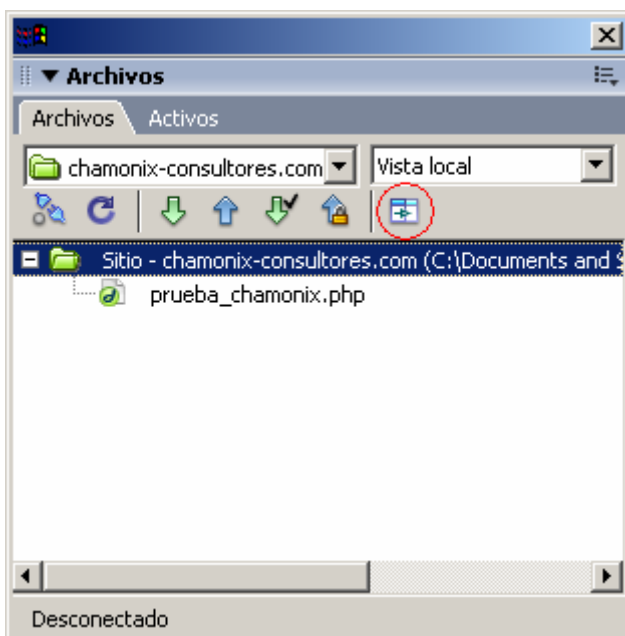 Archivos
Archivos Activos
chamonix-consultores.com Vista local
Sitio - chamonix-consultores.com (C:\Documents and
prueba_chamonix.php
Desconectado